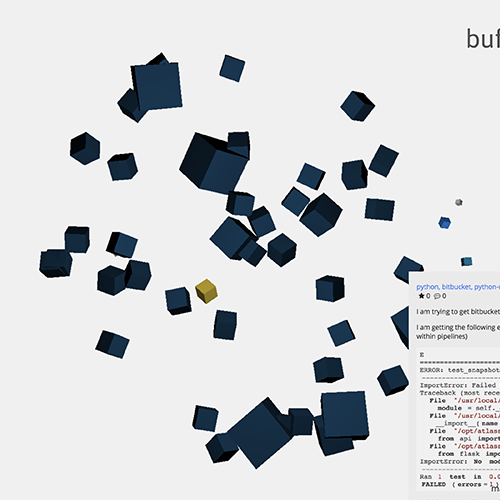 buf
python, bitbucket, python-
0 0
I am trying to get bitbucket
I am getting the following e
within pipelines)
E
ERROR: test_snapshot
ImportError: Failed
Traceback (most rece
File "/usr/local/
module = self._
File "/usr/local/
__import__(name
File "/opt/atlass
from api import
File "/opt/atlass
from flask impo
ImportError: No mod
Ran 1 test in 0.0
FAILED (errors=1)